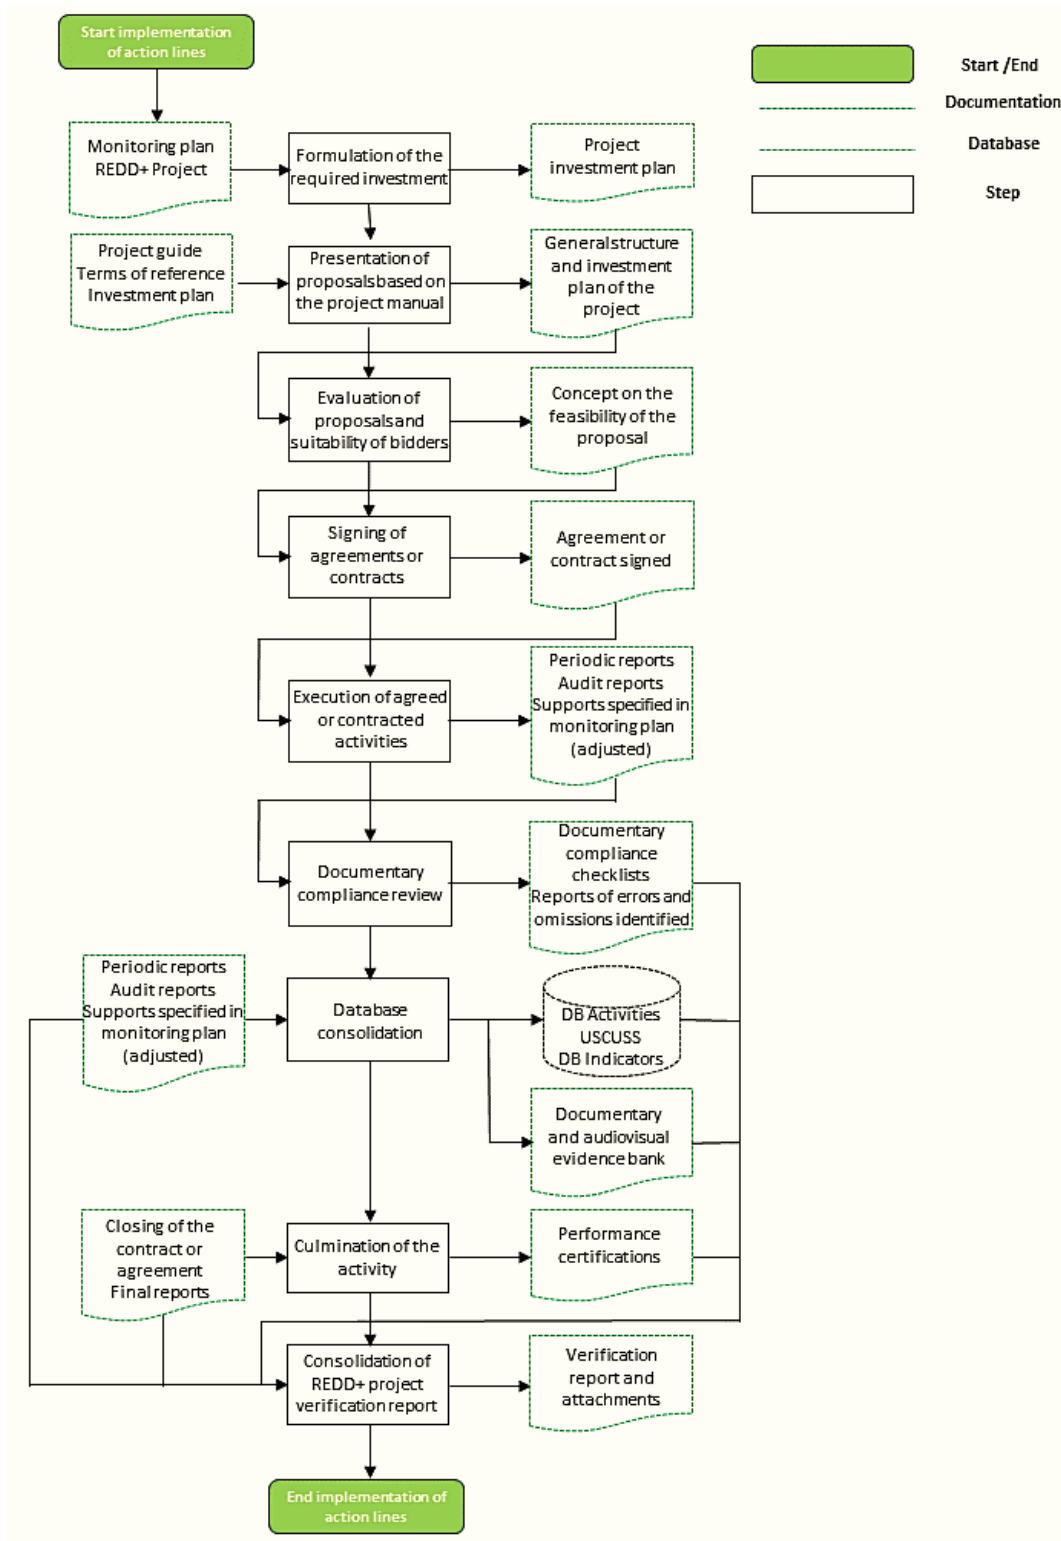 Start implementation
of action lines
Start /End
Documentation
Database
Step
Monitoring plan
REDD+ Project
Formulation of the
required investment
Project
investment plan
Project guide
Terms of reference
Investment plan
Presentation of
proposals based on
the project manual
General structure
and investment
plan of the
project
Evaluation of
proposals and
suitability of bidders
Concept on the
feasibility of the
proposal
Signing of
agreements or
contracts
Agreement or
contract signed
Execution of agreed
or contracted
activities
Periodic reports
Audit reports
Supports specified in
monitoring plan
(adjusted)
Documentary
compliance review
Documentary
compliance
checklists
Reports of errors and
omissions identified
Periodic reports
Audit reports
Supports specified in
monitoring plan
(adjusted)
Database
consolidation
DB Activities
USCUSS
DB Indicators
Documentary
and audiovisual
evidence bank
Closing of the
contract or
agreement
Final reports
Culmination of the
activity
Performance
certifications
Consolidation of
REDD+ project
verification report
Verification
report and
attachments
End implementation of
action lines